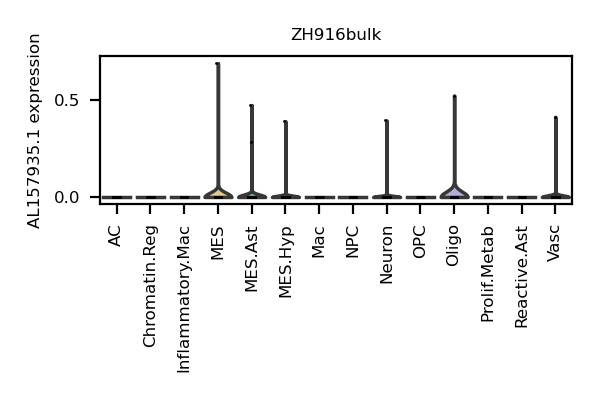 ZH916bulk
AL157935.1 expression
0.5
0.0
AC
Chromatin.Reg
Inflammatory.Mac
MES
MES.Ast
MES.Hyp
Mac
NPC
Neuron
OPC
Oligo
Prolif.Metab
Reactive.Ast
Vasc